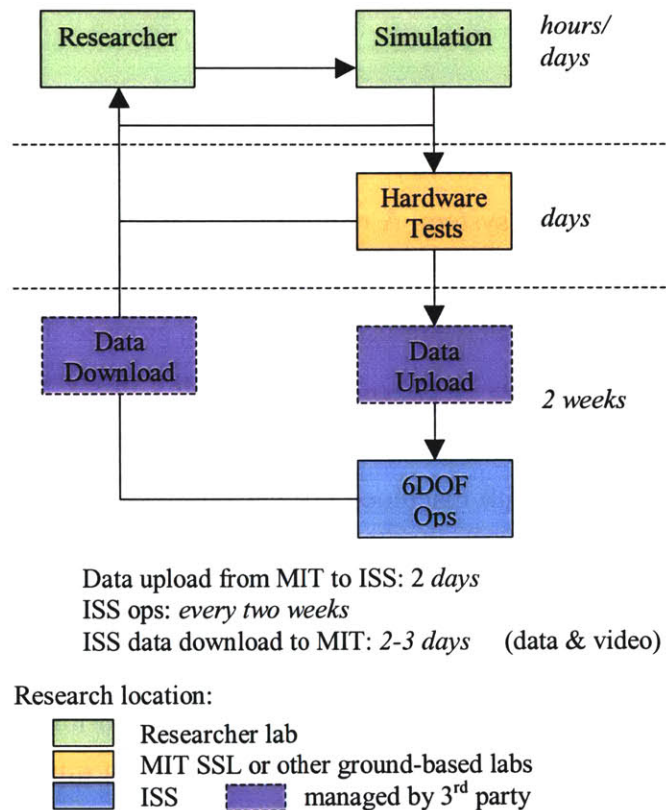 Researcher
Simulation
hours/
days
Hardware
Tests
days
Data
Download
Data
Upload
2 weeks
6DOF
Ops
Data upload from MIT to ISS: 2 days
ISS ops: every two weeks
ISS data download to MIT: 2-3 days (data & video)
Research location:
Researcher lab
MIT SSL or other ground-based labs
ISS
managed by 3rd party